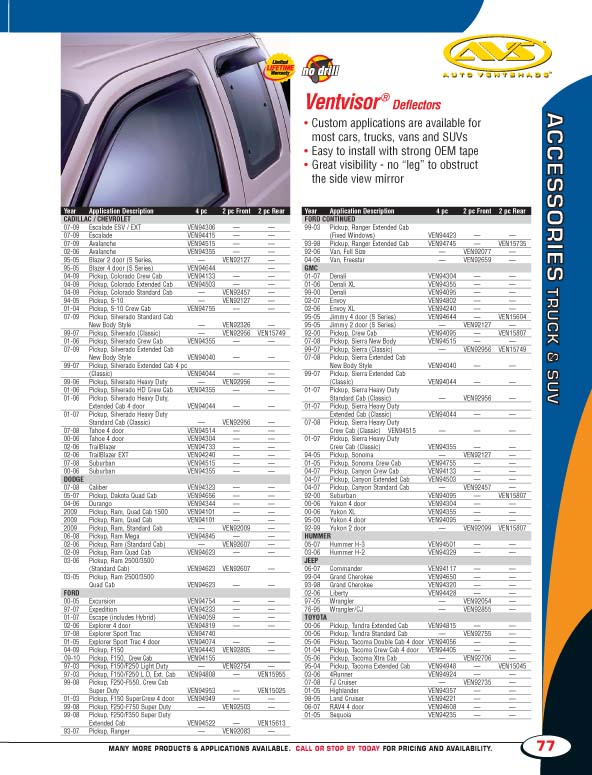 Limited
LIFETIME
Warranty
no drill
AVS
AUTO VENTSHADE
Ventvisor® Deflectors
• Custom applications are available for
most cars, trucks, vans and SUVs
• Easy to install with strong OEM tape
• Great visibility - no “leg” to obstruct
the side view mirror
ACCESSORIES TRUCK & SUV
Year Application Description 4 pc 2 pc Front 2 pc Rear
CADILLAC / CHEVROLET
07-09 Escalade ESV / EXT VEN94306 — —
07-09 Escalade VEN94415 — —
07-09 Avalanche VEN94515 — —
02-06 Avalanche VEN94355 — —
95-05 Blazer 2 door (S Series, — VEN92127 —
95-05 Blazer 4 door (S Series) VEN94644 — —
04-09 Pickup, Colorado Crew Cab VEN94133 — —
04-09 Pickup, Colorado Extended Cab VEN94503 — —
04-09 Pickup, Colorado Standard Cab — VEN92457 —
94-05 Pickup, S-10 — VEN92127 —
01-04 Pickup, S-10 Crew Cab VEN94755 — —
07-09 Pickup, Silverado Standard Cab
New Body Style — VEN92326 —
99-07 Pickup, Silverado (Classic) — VEN92956 VEN15749
01-06 Pickup, Silverado Crew Cab VEN94355 — —
07-09 Pickup, Silverado Extended Cab
New Body Style VEN94040 — —
99-07 Pickup, Silverado Extended Cab 4 pc
(Classic) VEN94044 — —
99-06 Pickup, Silverado Heavy Duty — VEN92956 —
01-06 Pickup, Silverado HD Crew Cab VEN94355 — —
01-06 Pickup, Silverado Heavy Duty,
Extended Cab 4 door VEN94044 — —
01-07 Pickup, Silverado Heavy Duty
Standard Cab (Classic) — VEN92956 —
07-08 Tahoe 4 door VEN94514 — —
00-06 Tahoe 4 door VEN94304 — —
02-06 TrailBlazer VEN94733 — —
02-06 TrailBlazer EXT VEN94240 — —
07-08 Suburban VEN94515 — —
00-06 Suburban VEN94355 — —
DODGE
07-08 Caliber VEN94323 — —
05-07 Pickup, Dakota Quad Cab VEN94656 — —
04-06 Durango VEN94344 — —
2009 Pickup, Ram, Quad Cab 1500 VEN94101 — —
2009 Pickup, Ram, Quad Cab VEN94101 — —
2009 Pickup, Ram, Standard Cab — VEN92009 —
06-08 Pickup, Ram Mega VEN94845 — —
02-06 Pickup, Ram (Standard Cab) — VEN92607 —
02-09 Pickup, Ram Quad Cab VEN94623 — —
03-06 Pickup, Ram 2500/3500
(Standard Cab) VEN94623 VEN92607 —
03-05 Pickup, Ram 2500/3500
Quad Cab VEN94623 — —
FORD
00-05 Excursion VEN94754 — —
97-07 Expedition VEN94233 — —
01-07 Escape (includes Hybrid) VEN94059 — —
02-06 Explorer 4 door VEN94819 — —
07-08 Explorer Sport Trac VEN94740 — —
01-05 Explorer Sport Trac 4 door VEN94074 — —
04-09 Pickup, F150 VEN94443 VEN92805 —
09-10 Pickup, F150, Crew Cab VEN94155
97-03 Pickup, F150/F250 Light Duty — VEN92754 —
97-03 Pickup, F150/F250 L.D, Ext. Cab VEN94808 — VEN15955
99-08 Pickup, F250-F550, Crew Cab
Super Duty VEN94953 — VEN15025
01-03 Pickup, F150 SuperCrew 4 door VEN94949 — —
99-08 Pickup, F250-F750 Super Duty — VEN92503 —
99-08 Pickup, F250/F350 Super Duty
Extended Cab VEN94522 — VEN15613
93-07 Pickup, Ranger — VEN92083 —
Year Application Description 4 pc 2 pc Front 2 pc Rear
FORD CONTINUED
99-03 Pickup, Ranger Extended Cab
(Fixed Windows) VEN94423 — —
93-98 Pickup, Ranger Extended Cab VEN94745 — VEN15735
92-06 Van, Full Size — VEN92077 —
04-06 Van, Freestar — VEN92659 —
GMC
01-07 Denali VEN94304 — —
01-06 Denali XL VEN94355 — —
99-00 Denali VEN94095 — —
02-07 Envoy VEN94802 — —
02-06 Envoy XL VEN94240 — —
95-05 Jimmy 4 door (S Series) VEN94644 — VEN15604
95-05 Jimmy 2 door (S Series) — VEN92127 —
92-00 Pickup, Crew Cab VEN94095 — VEN15807
07-08 Pickup, Sierra New Body VEN94515 — —
99-07 Pickup, Sierra (Classic) — VEN92956 VEN15749
07-08 Pickup, Sierra Extended Cab
New Body Style VEN94040 — —
99-07 Pickup, Sierra Extended Cab
(Classic) VEN94044 — —
01-07 Pickup, Sierra Heavy Duty
Standard Cab (Classic) — VEN92956 —
01-07 Pickup, Sierra Heavy Duty
Extended Cab (Classic) VEN94044 — —
07-08 Pickup, Sierra Heavy Duty
Crew Cab (Classic) VEN94515 — —
01-07 Pickup, Sierra Heavy Duty
Crew Cab (Classic) VEN94355 — —
94-05 Pickup, Sonoma — VEN92127 —
01-05 Pickup, Sonoma Crew Cab VEN94755 — —
04-07 Pickup, Canyon Crew Cab VEN94133 — —
04-07 Pickup, Canyon Extended Cab VEN94503 — —
04-07 Pickup, Canyon Standard Cab — VEN92457 —
92-00 Suburban VEN94095 — VEN15807
00-06 Yukon 4 door VEN94304 — —
00-06 Yukon XL VEN94355 — —
95-00 Yukon 4 door VEN94095 — —
92-99 Yukon 2 door — VEN92099 VEN15807
HUMMER
05-07 Hummer H-3 VEN94501 — —
03-06 Hummer H-2 VEN94329 — —
JEEP
06-07 Commander VEN94117 — —
99-04 Grand Cherokee VEN94650 — —
93-98 Grand Cherokee VEN94320 — —
02-06 Liberty VEN94428 — —
97-05 Wrangler — VEN92054 —
76-95 Wrangler/CJ — VEN92855 —
TOYOTA
00-06 Pickup, Tundra Extended Cab VEN94815 — —
00-06 Pickup, Tundra Standard Cab — VEN92755 —
05-06 Pickup, Tacoma Double Cab 4 door VEN94056 — —
01-04 Pickup, Tacoma Crew Cab 4 door VEN94405 — —
05-06 Pickup, Tacoma Xtra Cab — VEN92706 —
95-04 Pickup, Tacoma Extended Cab VEN94948 — VEN15045
03-06 4Runner VEN94924 — —
07-08 FJ Cruiser — VEN92735 —
01-05 Highlander VEN94357 — —
98-05 Land Cruiser VEN94221 — —
06-07 RAV4 4 door VEN94608 — —
01-05 Sequoia VEN94235 — —
MANY MORE PRODUCTS & APPLICATIONS AVAILABLE. CALL OR STOP BY TODAY FOR PRICING AND AVAILABILITY.
77